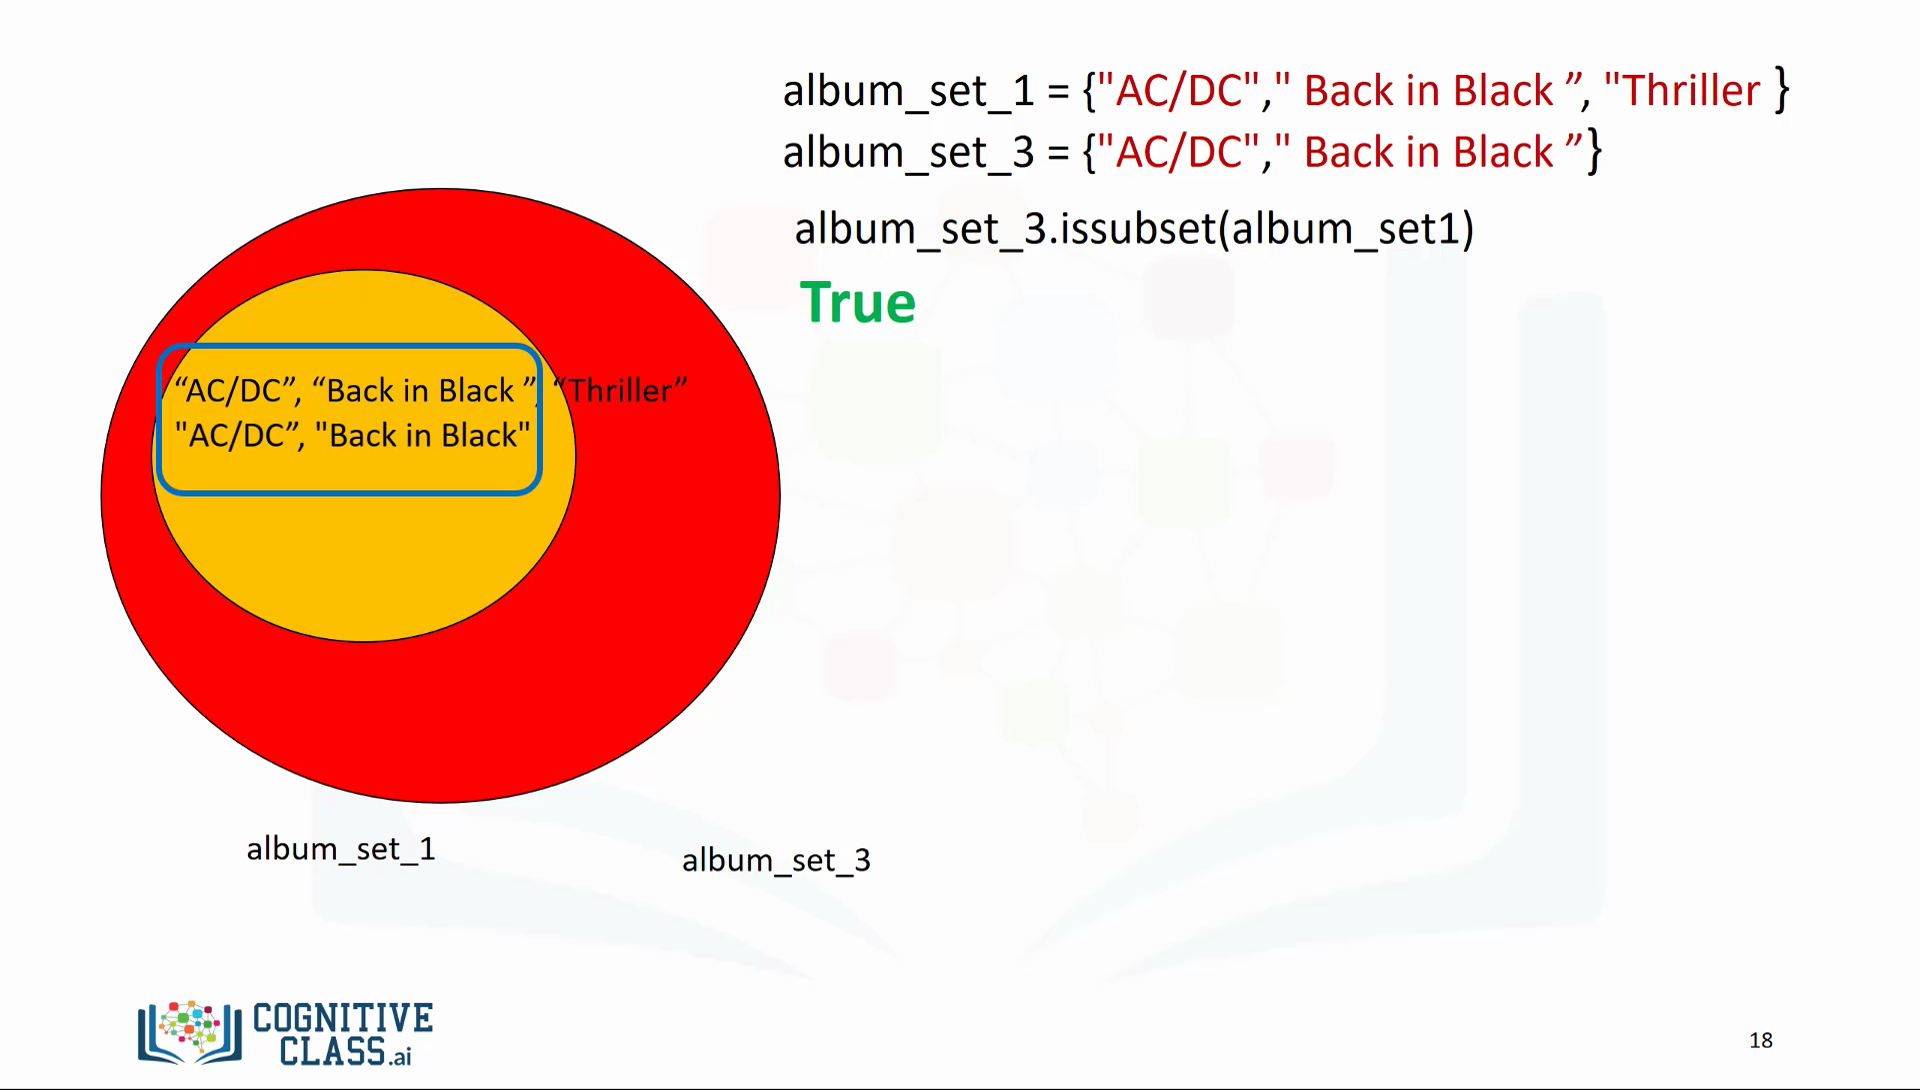 album_set_1 = {"AC/DC"," Back in Black ”, "Thriller }
album_set_3 = {"AC/DC"," Back in Black ”}
album_set_3.issubset(album_set1)
True
“AC/DC”, “Back in Black ”, “Thriller”
"AC/DC”, "Back in Black"
album_set_1
album_set_3
COGNITIVE
CLASS.ai
18